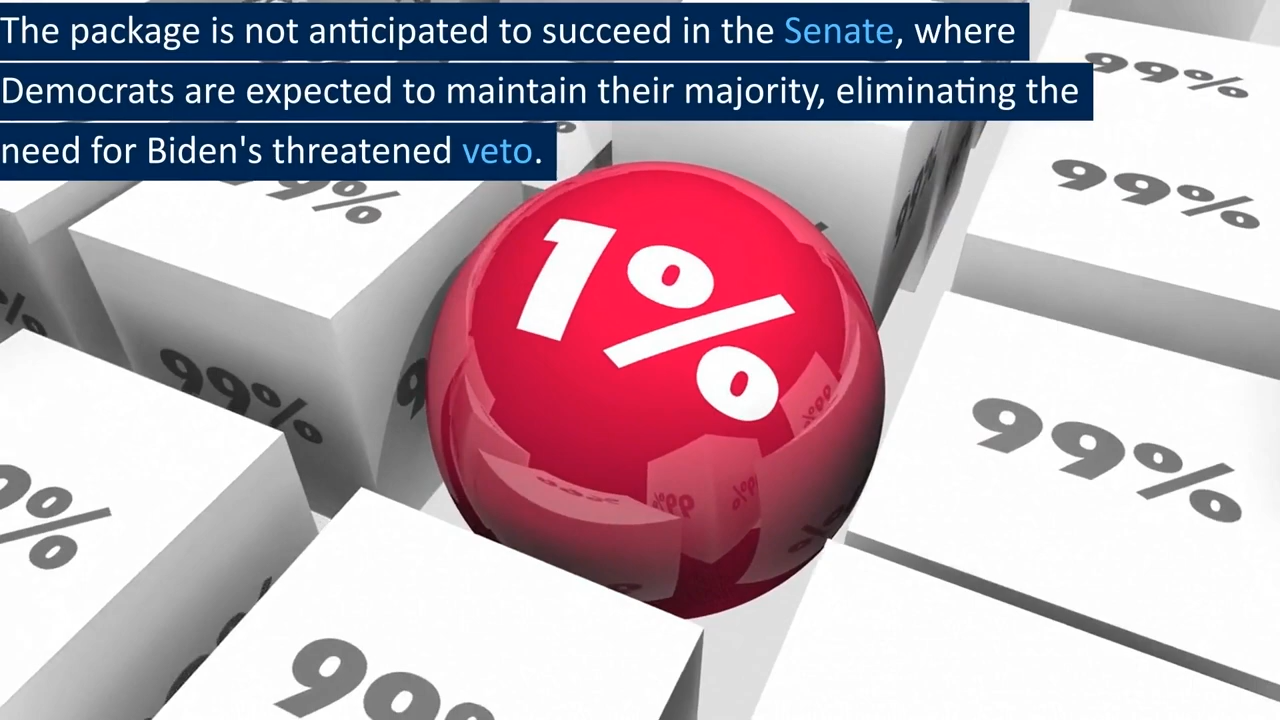 The package is not anticipated to succeed in the Senate, where
Democrats are expected to maintain their majority, eliminating the
need for Biden's threatened veto.
99%
99%
1%
99%
99%
99%